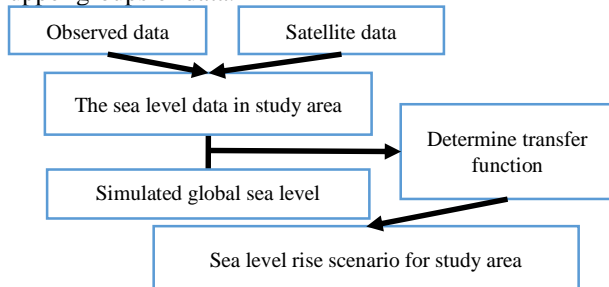 Observed data
Satellite data
The sea level data in study area
Determine transfer
function
Simulated global sea level
Sea level rise scenario for study area